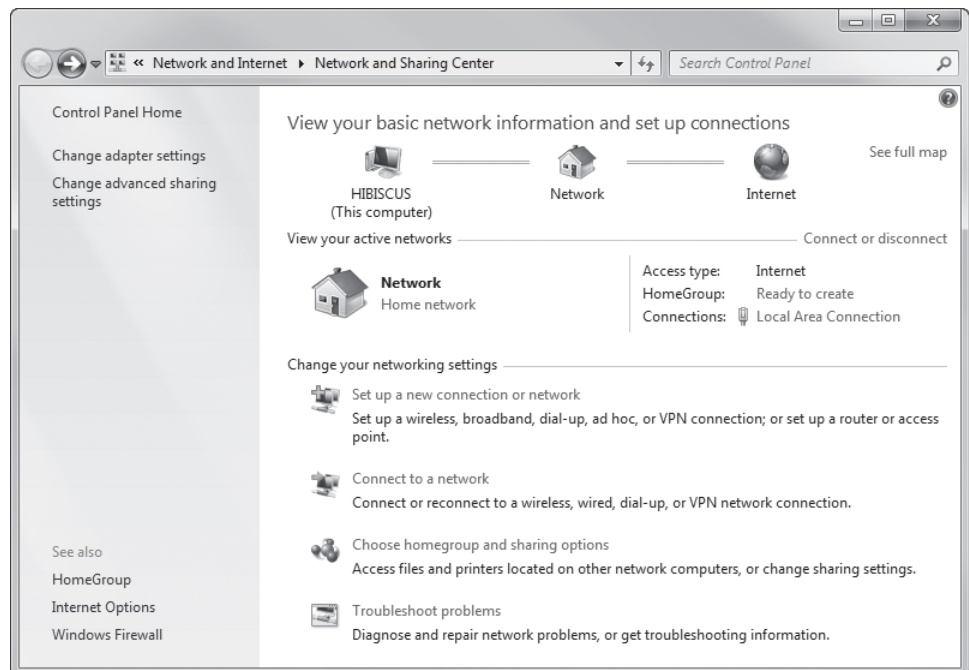 « Network and Internet ▸ Network and Sharing Center
Search Control Panel
Control Panel Home
Change adapter settings
Change advanced sharing
settings
See also
HomeGroup
Internet Options
Windows Firewall
View your basic network information and set up connections
See full map
HIBISCUS
(This computer)
Network
Internet
View your active networks
Connect or disconnect
Network
Home network
Access type: Internet
HomeGroup: Ready to create
Connections: Local Area Connection
Change your networking settings
Set up a new connection or network
Set up a wireless, broadband, dial-up, ad hoc, or VPN connection; or set up a router or access
point.
Connect to a network
Connect or reconnect to a wireless, wired, dial-up, or VPN network connection.
Choose homegroup and sharing options
Access files and printers located on other network computers, or change sharing settings.
Troubleshoot problems
Diagnose and repair network problems, or get troubleshooting information.